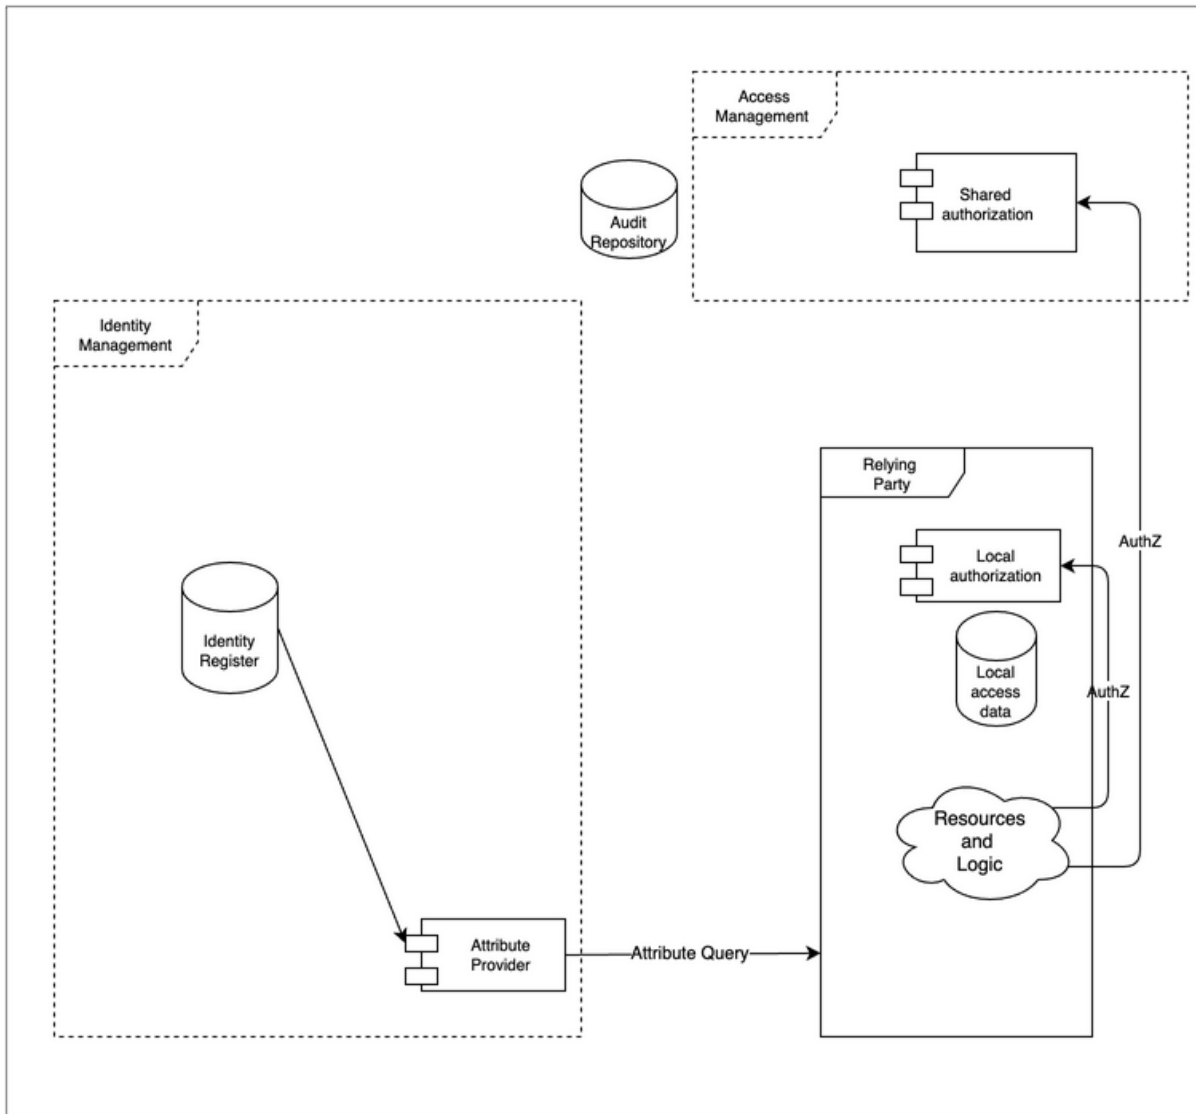 Access
Management
Shared
authorization
Audit
Repository
Identity
Management
Relying
Party
Local
authorization
AuthZ
Identity
Register
Local
access
data
AuthZ
Resources
and
Logic
Attribute
Provider
Attribute Query